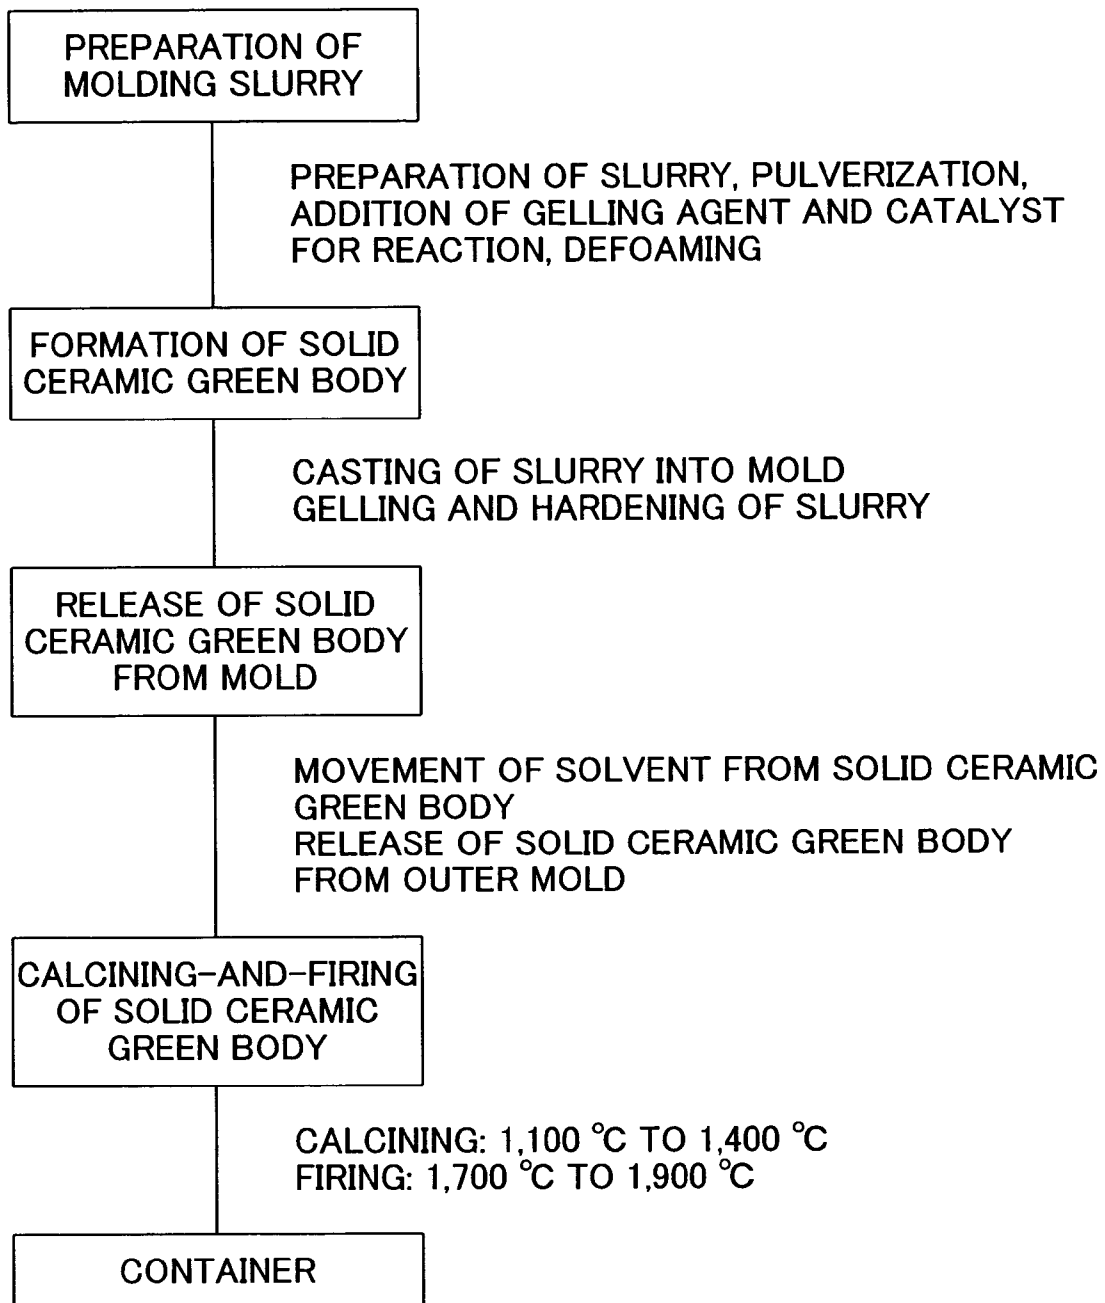 PREPARATION OF
MOLDING SLURRY
PREPARATION OF SLURRY, PULVERIZATION,
ADDITION OF GELLING AGENT AND CATALYST
FOR REACTION, DEFOAMING
FORMATION OF SOLID
CERAMIC GREEN BODY
CASTING OF SLURRY INTO MOLD
GELLING AND HARDENING OF SLURRY
RELEASE OF SOLID
CERAMIC GREEN BODY
FROM MOLD
MOVEMENT OF SOLVENT FROM SOLID CERAMIC
GREEN BODY
RELEASE OF SOLID CERAMIC GREEN BODY
FROM OUTER MOLD
CALCINING-AND-FIRING
OF SOLID CERAMIC
GREEN BODY
CALCINING: 1,100 ℃ TO 1,400 ℃
FIRING: 1,700 ℃ TO 1,900 ℃
CONTAINER